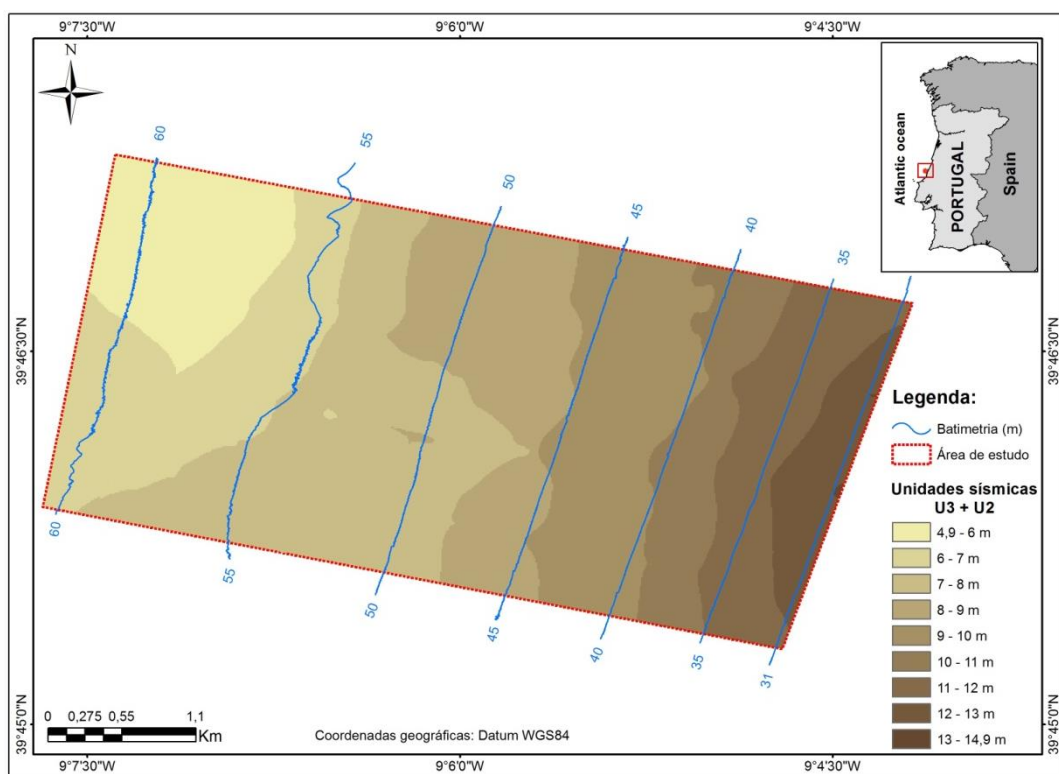 9°7'30"W 9°6'0"W 9°4'30"W
N
60
55
50
45
40
35
39°46'30"N
39°46'30"N
Atlantic ocean
PORTUGAL
Spain
Legenda:
Batimetria (m)
Área de estudo
Unidades sísmicas
U3 + U2
4,9 - 6 m
6 - 7 m
7 - 8 m
8 - 9 m
9 - 10 m
10 - 11 m
11 - 12 m
12 - 13 m
13 - 14,9 m
60
55
50
45
40
35
31
0 0,275 0,55 1,1
Km
Coordenadas geográficas: Datum WGS84
39°45'0"N
39°45'0"N
9°7'30"W 9°6'0"W 9°4'30"W